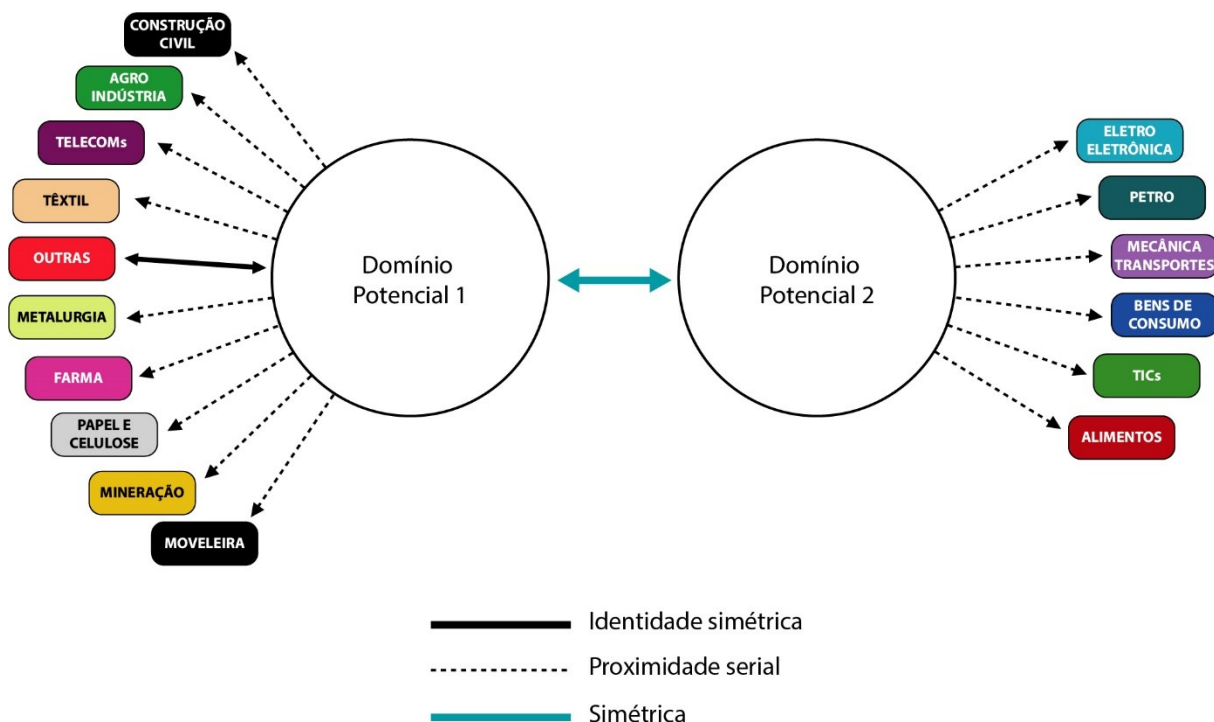 CONSTRUÇÃO
CIVIL
AGRO
INDÚSTRIA
TELECOMs
TÊXTIL
OUTRAS
METALURGIA
FARMA
PAPEL E
CELULOSE
MINERAÇÃO
MOVELEIRA
Domínio
Potencial 1
Domínio
Potencial 2
ELETRO
ELETRÔNICA
PETRO
MECÂNICA
TRANSPORTES
BENS DE
CONSUMO
TICs
ALIMENTOS
Identidade simétrica
Proximidade serial
Simétrica